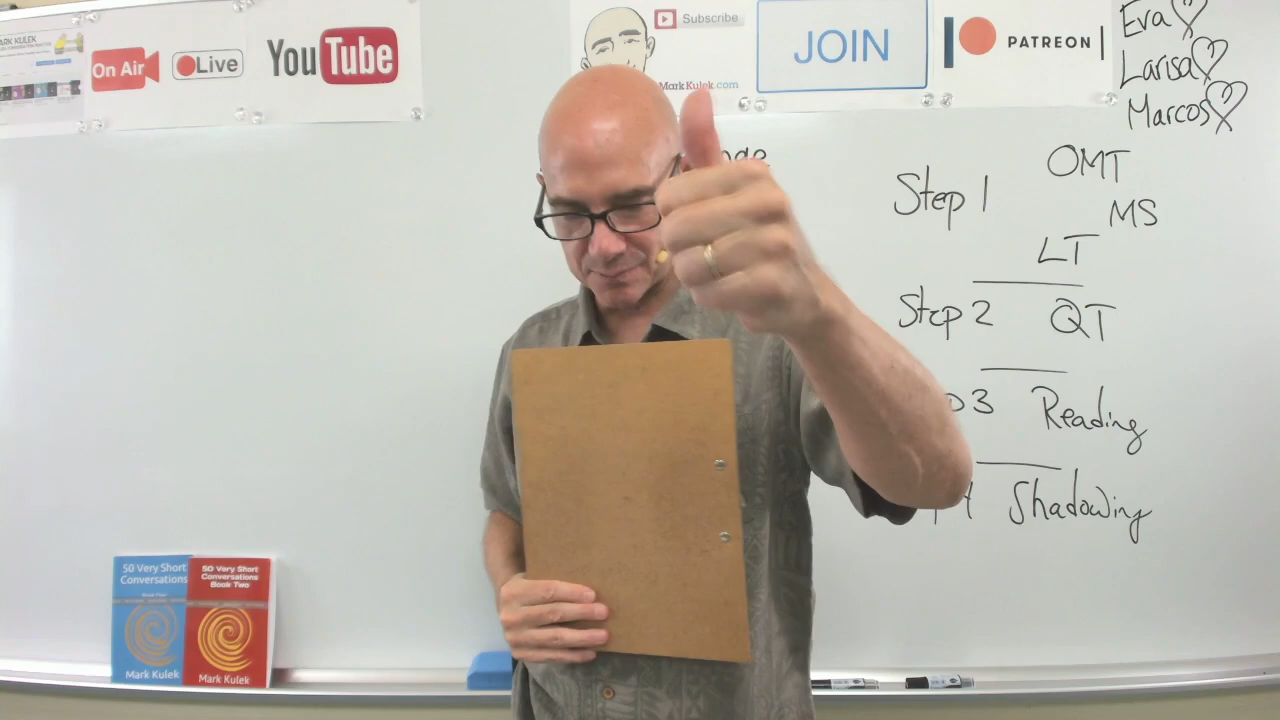 MARK KULEK
On Air
Live
YouTube
Subscribe
MarkKulek.com
JOIN
PATREON
Eva
Larisa
Marcos
Step 1
OMT
MS
LT
Step 2 QT
3 Reading
Shadowing
50 Very Short
Conversations
Mark Kulek
50 Very Short
Conversations
Book Two
Mark Kulek